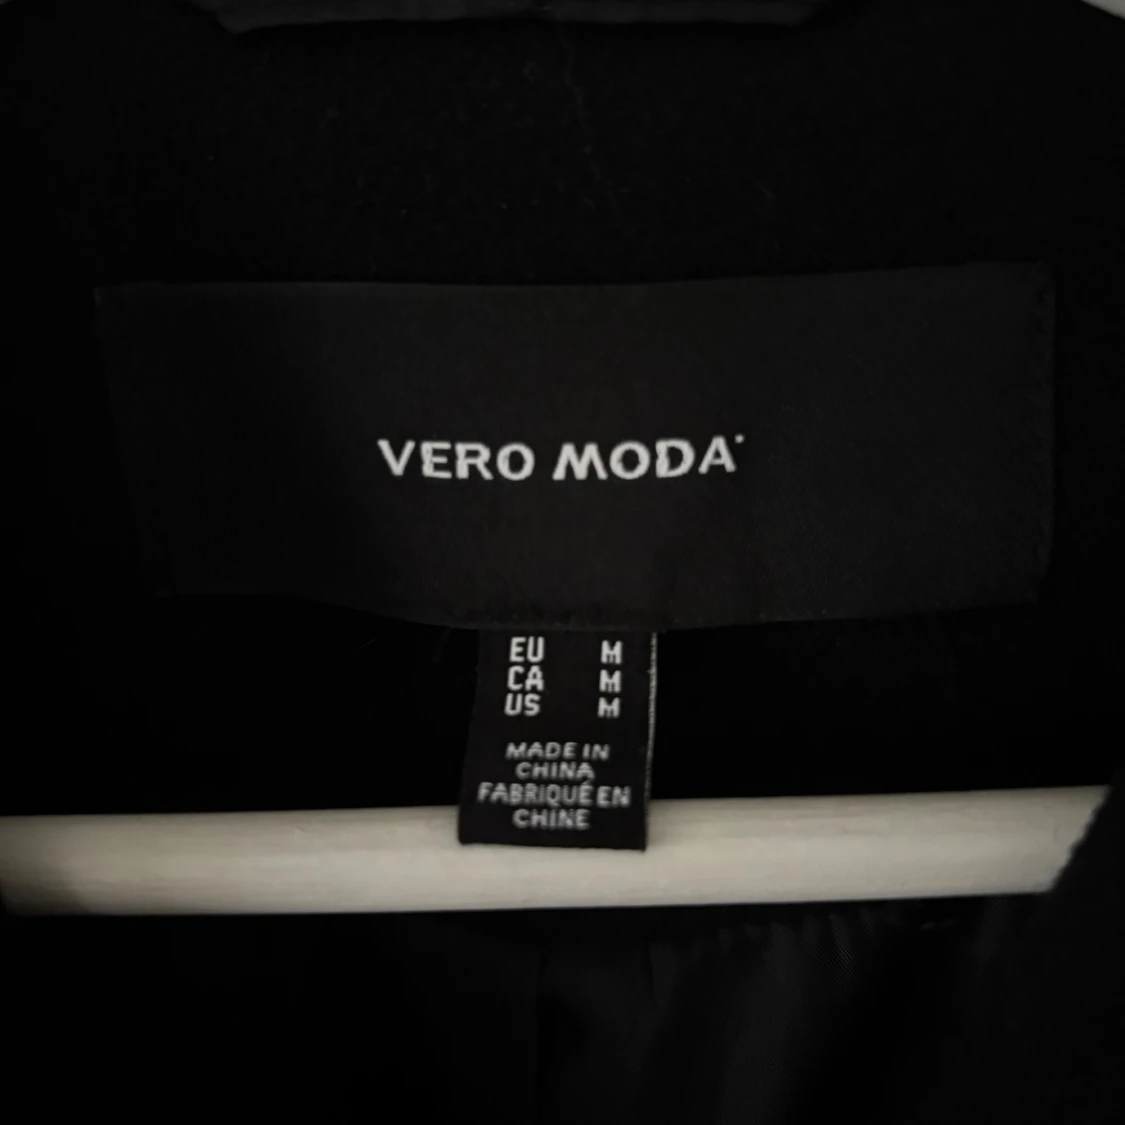 VERO MODA
EU M
CA M
US M
MADE IN
CHINA
FABRIQUÉ EN
CHINE